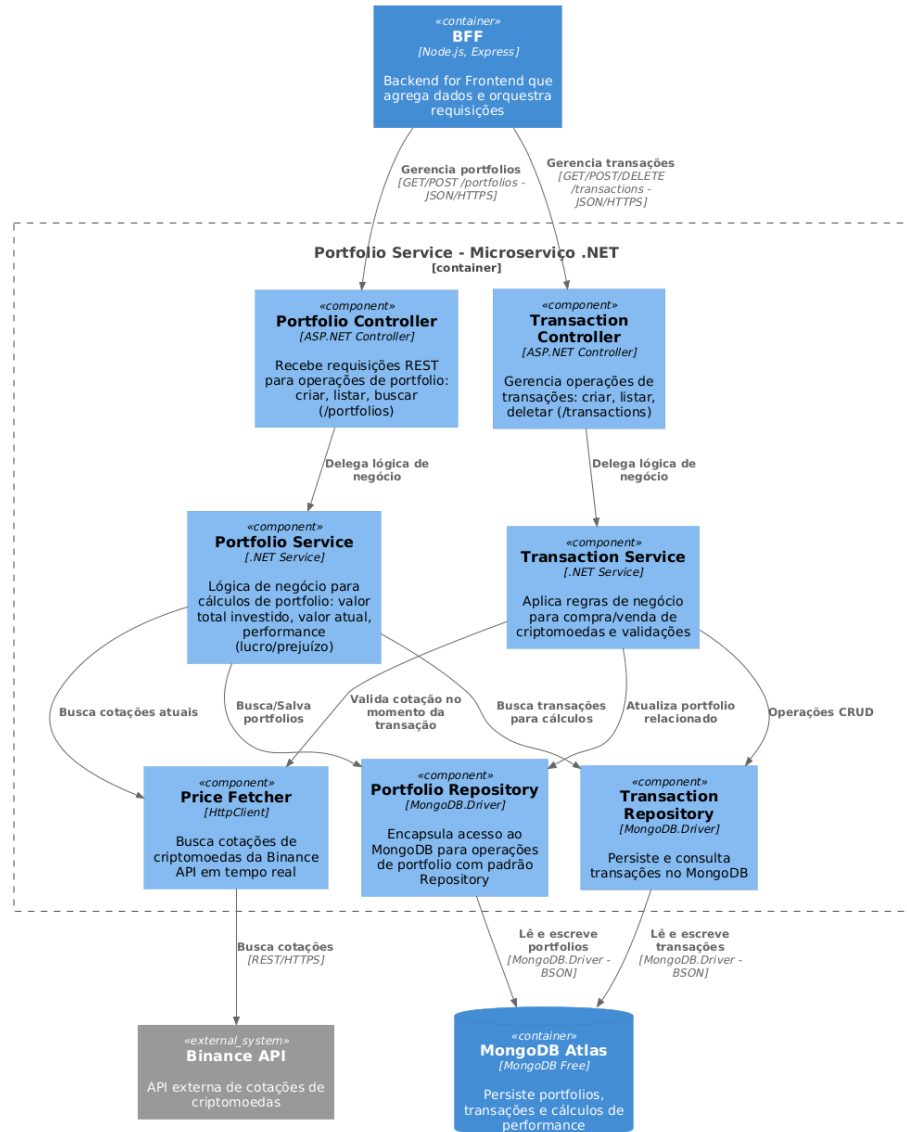 «container»
BFF
[Node.js, Express]
Backend for Frontend que
agrega dados e orquestra
requisições
Gerencia portfolios
[GET/POST /portfolios -
JSON/HTTPS]
Gerencia transações
[GET/POST/DELETE
/transactions -
JSON/HTTPS]
Portfolio Service - Microserviço .NET
[container]
«component»
Portfolio Controller
[ASP.NET Controller]
Recebe requisições REST
para operações de portfolio:
criar, listar, buscar
(/portfolios)
«component»
Transaction
Controller
[ASP.NET Controller]
Gerencia operações de
transações: criar, listar,
deletar (/transactions)
Delega lógica de
negócio
Delega lógica de
negócio
«component»
Portfolio Service
[.NET Service]
Lógica de negócio para
cálculos de portfolio: valor
total investido, valor atual,
performance
(lucro/prejuízo)
«component»
Transaction Service
[.NET Service]
Aplica regras de negócio
para compra/venda de
criptomoedas e validações
Busca cotações atuais
Busca/Salva
portfolios
Valida cotação no
momento da
transação
Busca transações
para cálculos
Atualiza portfolio
relacionado
Operações CRUD
«component»
Price Fetcher
[HttpClient]
Busca cotações de
criptomoedas da Binance
API em tempo real
«component»
Portfolio Repository
[MongoDB.Driver]
Encapsula acesso ao
MongoDB para operações
de portfolio com padrão
Repository
«component»
Transaction
Repository
[MongoDB.Driver]
Persiste e consulta
transações no MongoDB
Busca cotações
[REST/HTTPS]
Lê e escreve
portfolios
[MongoDB.Driver -
BSON]
Lê e escreve
transações
[MongoDB.Driver -
BSON]
«external_system»
Binance API
API externa de cotações de
criptomoedas
«container»
MongoDB Atlas
[MongoDB Free]
Persiste portfolios,
transações e cálculos de
performance